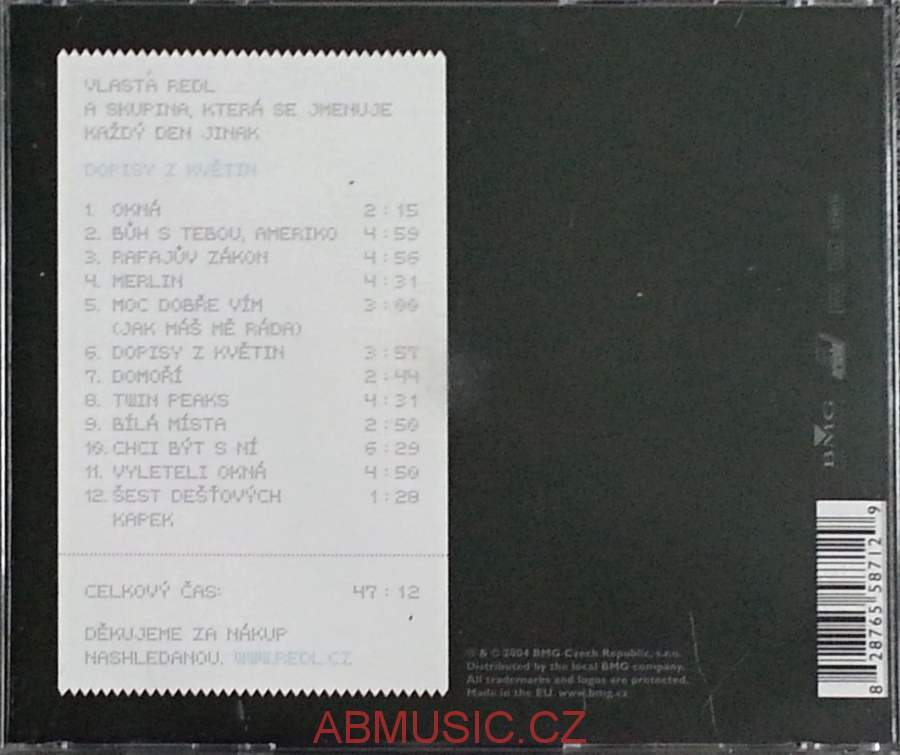 VLASTA REDL
A SKUPINA, KTERÁ SE JMENUJE
KAŽDÝ DEN JINAK
DOPISY Z KVĚTIN
1. OKNÁ 2:15
2. BŮH S TEBOU, AMERIKO 4:59
3. RAFAJŮV ZÁKON 4:56
4. MERLIN 4:31
5. MOC DOBŘE VÍM 3:00
(JAK MÁŠ MĚ RÁDA)
6. DOPISY Z KVĚTIN 3:57
7. DOMOŘÍ 2:44
8. TWIN PEAKS 4:31
9. BÍLÁ MÍSTA 2:50
10. CHCI BÝT S NÍ 6:29
11. VYLETELI OKNÁ 4:50
12. ŠEST DEŠŤOVÝCH 1:28
KAPEK
CELKOVÝ ČAS: 47:12
DĚKUJEME ZA NÁKUP
NASHLEDANOU. WWW.REDL.CZ
℗ & © 2004 BMG Czech Republic, s.r.o.
Distributed by the local BMG company.
All trademarks and logos are protected.
Made in the EU. www.bmg.cz
BMG
8 28765 58712 9
ABMUSIC.CZ